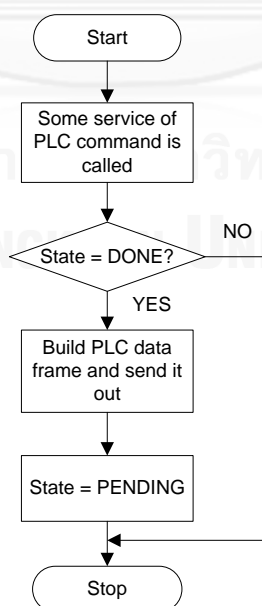 Start
Some service of
PLC command is
called
State = DONE?
NO
YES
Build PLC data
frame and send it
out
State = PENDING
Stop